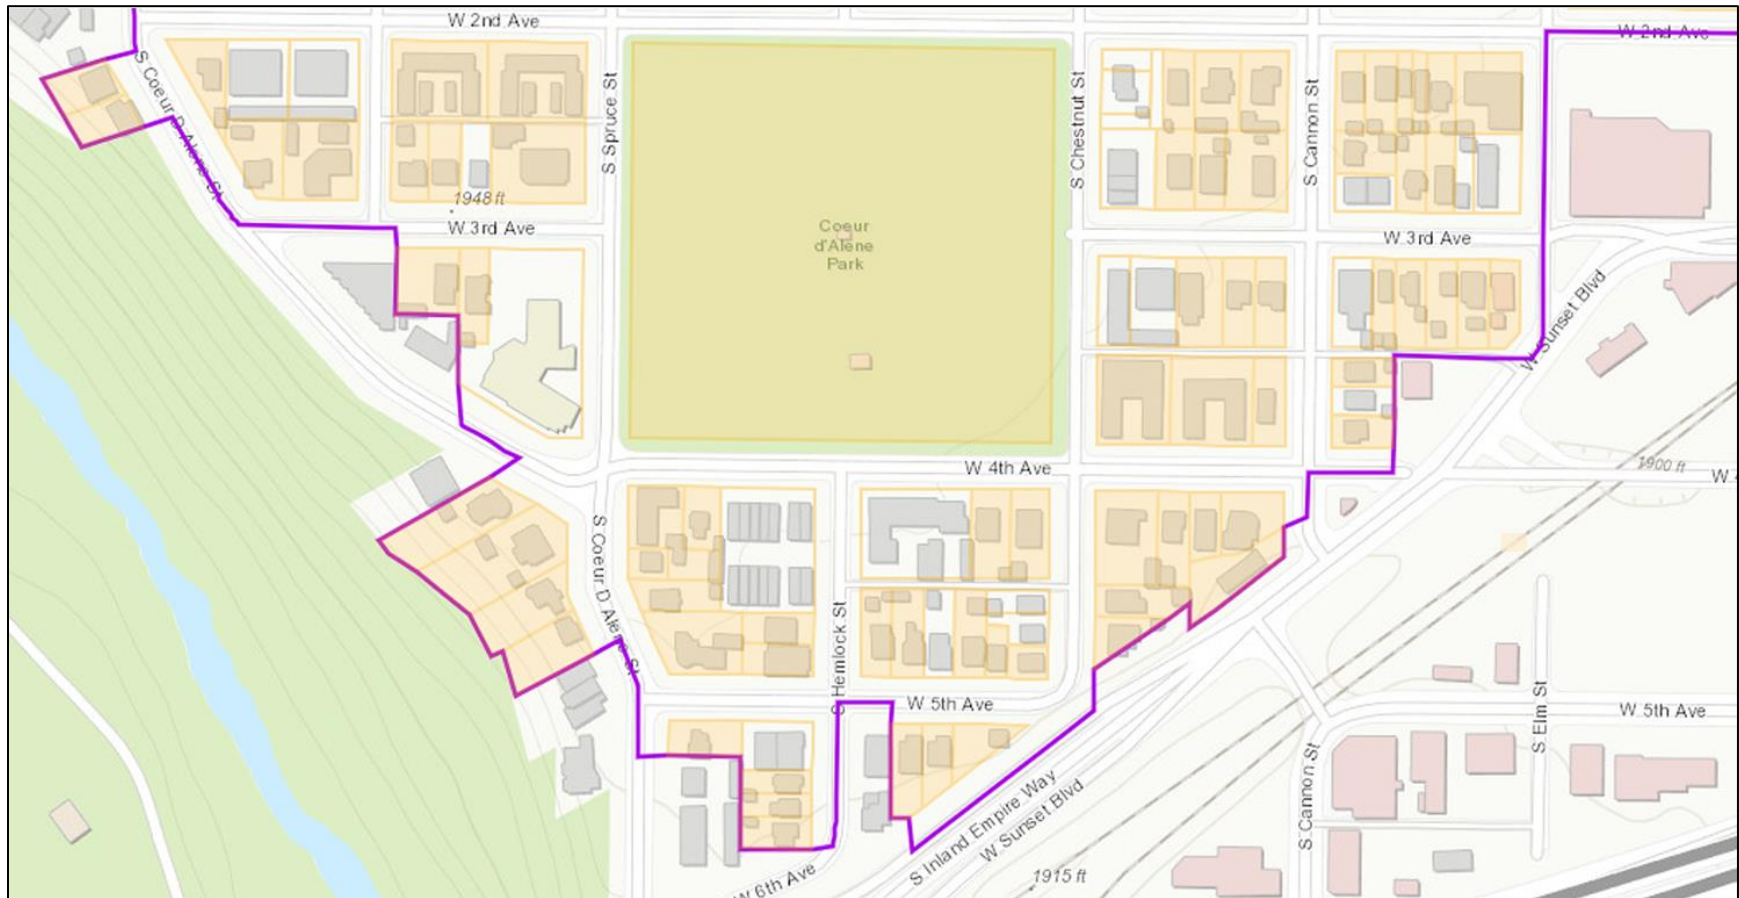 W 2nd Ave
W 2nd Ave
S Coeur D Alene St
S Spruce St
S Chestnut St
S Cannon St
1948 ft
W 3rd Ave
Coeur
d'Alene
Park
W 3rd Ave
W Sunset Blvd
W 4th Ave
1900 ft
W
S Coeur D Alene St
S Hemlock St
W 5th Ave
S Elm St
W 5th Ave
S Cannon St
S Inland Empire Way
W Sunset Blvd
W 6th Ave
1915 ft